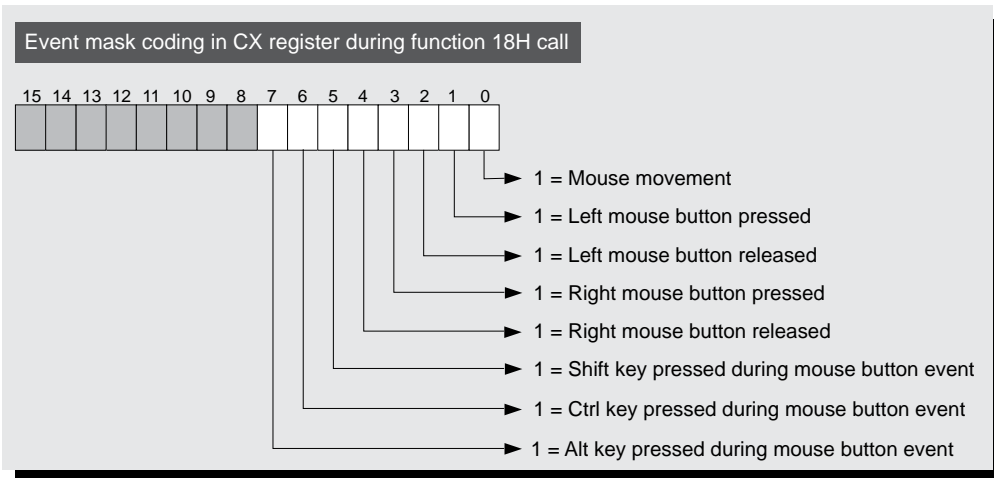 Event mask coding in CX register during function 18H call
15 14 13 12 11 10 9 8 7 6 5 4 3 2 1 0
1 = Mouse movement
1 = Left mouse button pressed
1 = Left mouse button released
1 = Right mouse button pressed
1 = Right mouse button released
1 = Shift key pressed during mouse button event
1 = Ctrl key pressed during mouse button event
1 = Alt key pressed during mouse button event